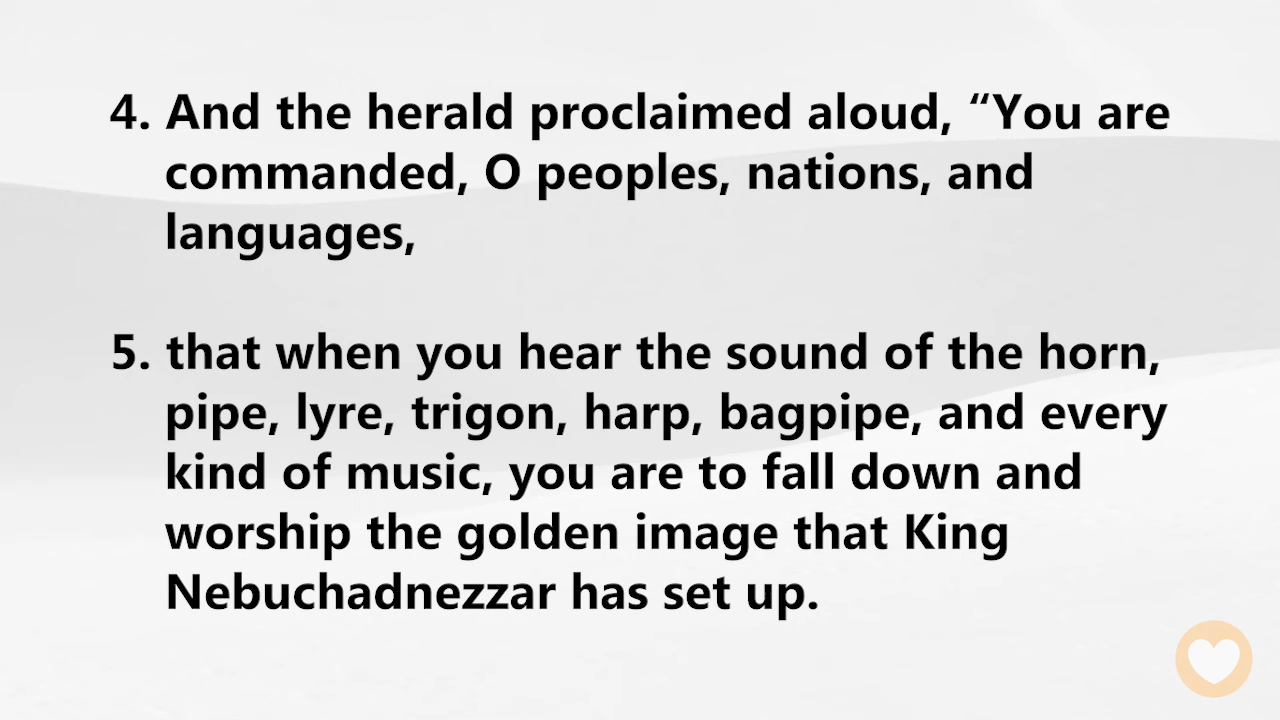 4. And the herald proclaimed aloud, “You are
commanded, O peoples, nations, and
languages,
5. that when you hear the sound of the horn,
pipe, lyre, trigon, harp, bagpipe, and every
kind of music, you are to fall down and
worship the golden image that King
Nebuchadnezzar has set up.